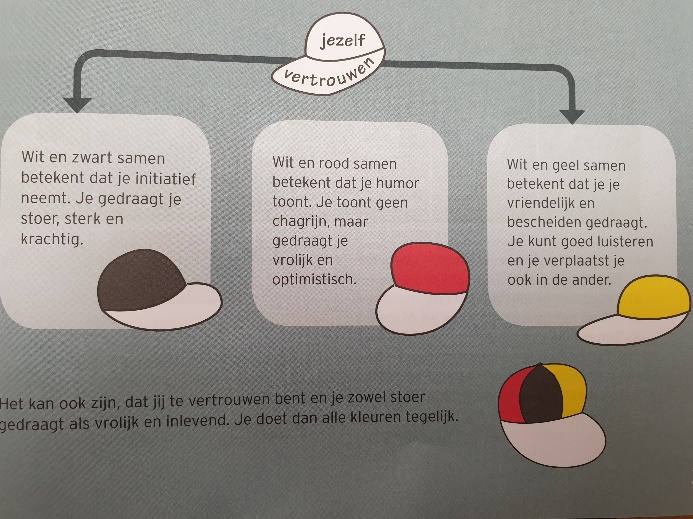 jezelf
vertrouwen
Wit en zwart samen
betekent dat je initiatief
neemt. Je gedraagt je
stoer, sterk en
krachtig.
Wit en rood samen
betekent dat je humor
toont. Je toont geen
chagrijn, maar
gedraagt je
vrolijk en
optimistisch.
Wit en geel samen
betekent dat je je
vriendelijk en
bescheiden gedraagt.
Je kunt goed luisteren
en je verplaatst je
ook in de ander.
Het kan ook zijn, dat jij te vertrouwen bent en je zowel stoer
gedraagt als vrolijk en inlevend. Je doet dan alle kleuren tegelijk.